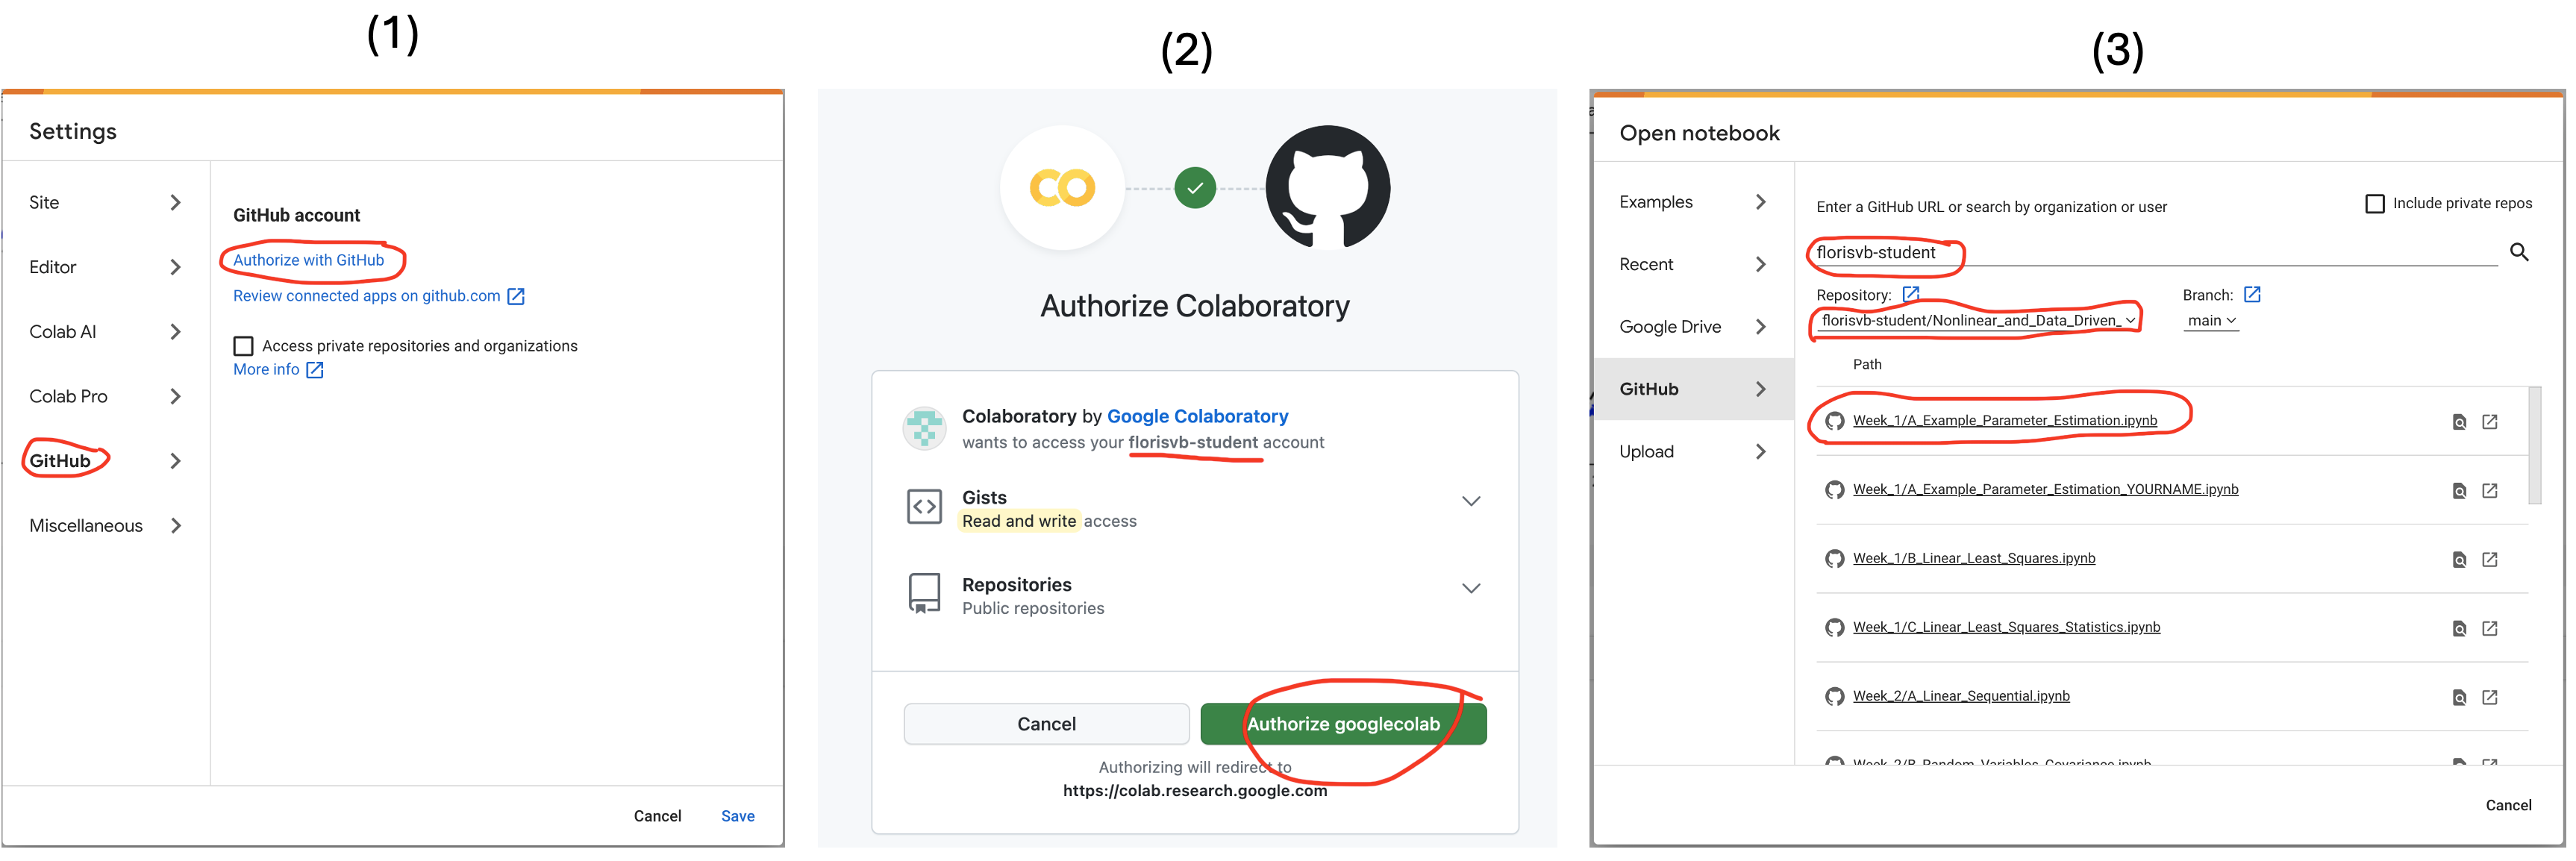 (1)
Settings
Site
Editor
Colab AI
Colab Pro
GitHub
Miscellaneous
GitHub account
Authorize with GitHub
Review connected apps on github.com
Access private repositories and organizations
More info
Cancel
Save
(2)
CO
Authorize Colaboratory
Colaboratory by Google Colaboratory
wants to access your florisvb-student account
Gists
Read and write access
Repositories
Public repositories
Cancel
Authorize googlecolab
Authorizing will redirect to
https://colab.research.google.com
(3)
Open notebook
Examples
Recent
Google Drive
GitHub
Upload
Enter a GitHub URL or search by organization or user
Include private repos
florisvb-student
Repository:
Branch:
florisvb-student/Nonlinear_and_Data_Driven_
main
Path
Week_1/A_Example_Parameter_Estimation.ipynb
Week_1/A_Example_Parameter_Estimation_YOURNAME.ipynb
Week_1/B_Linear_Least_Squares.ipynb
Week_1/C_Linear_Least_Squares_Statistics.ipynb
Week_2/A_Linear_Sequential.ipynb
Week_2/B_Random_Variables_Covariance.ipynb
Cancel